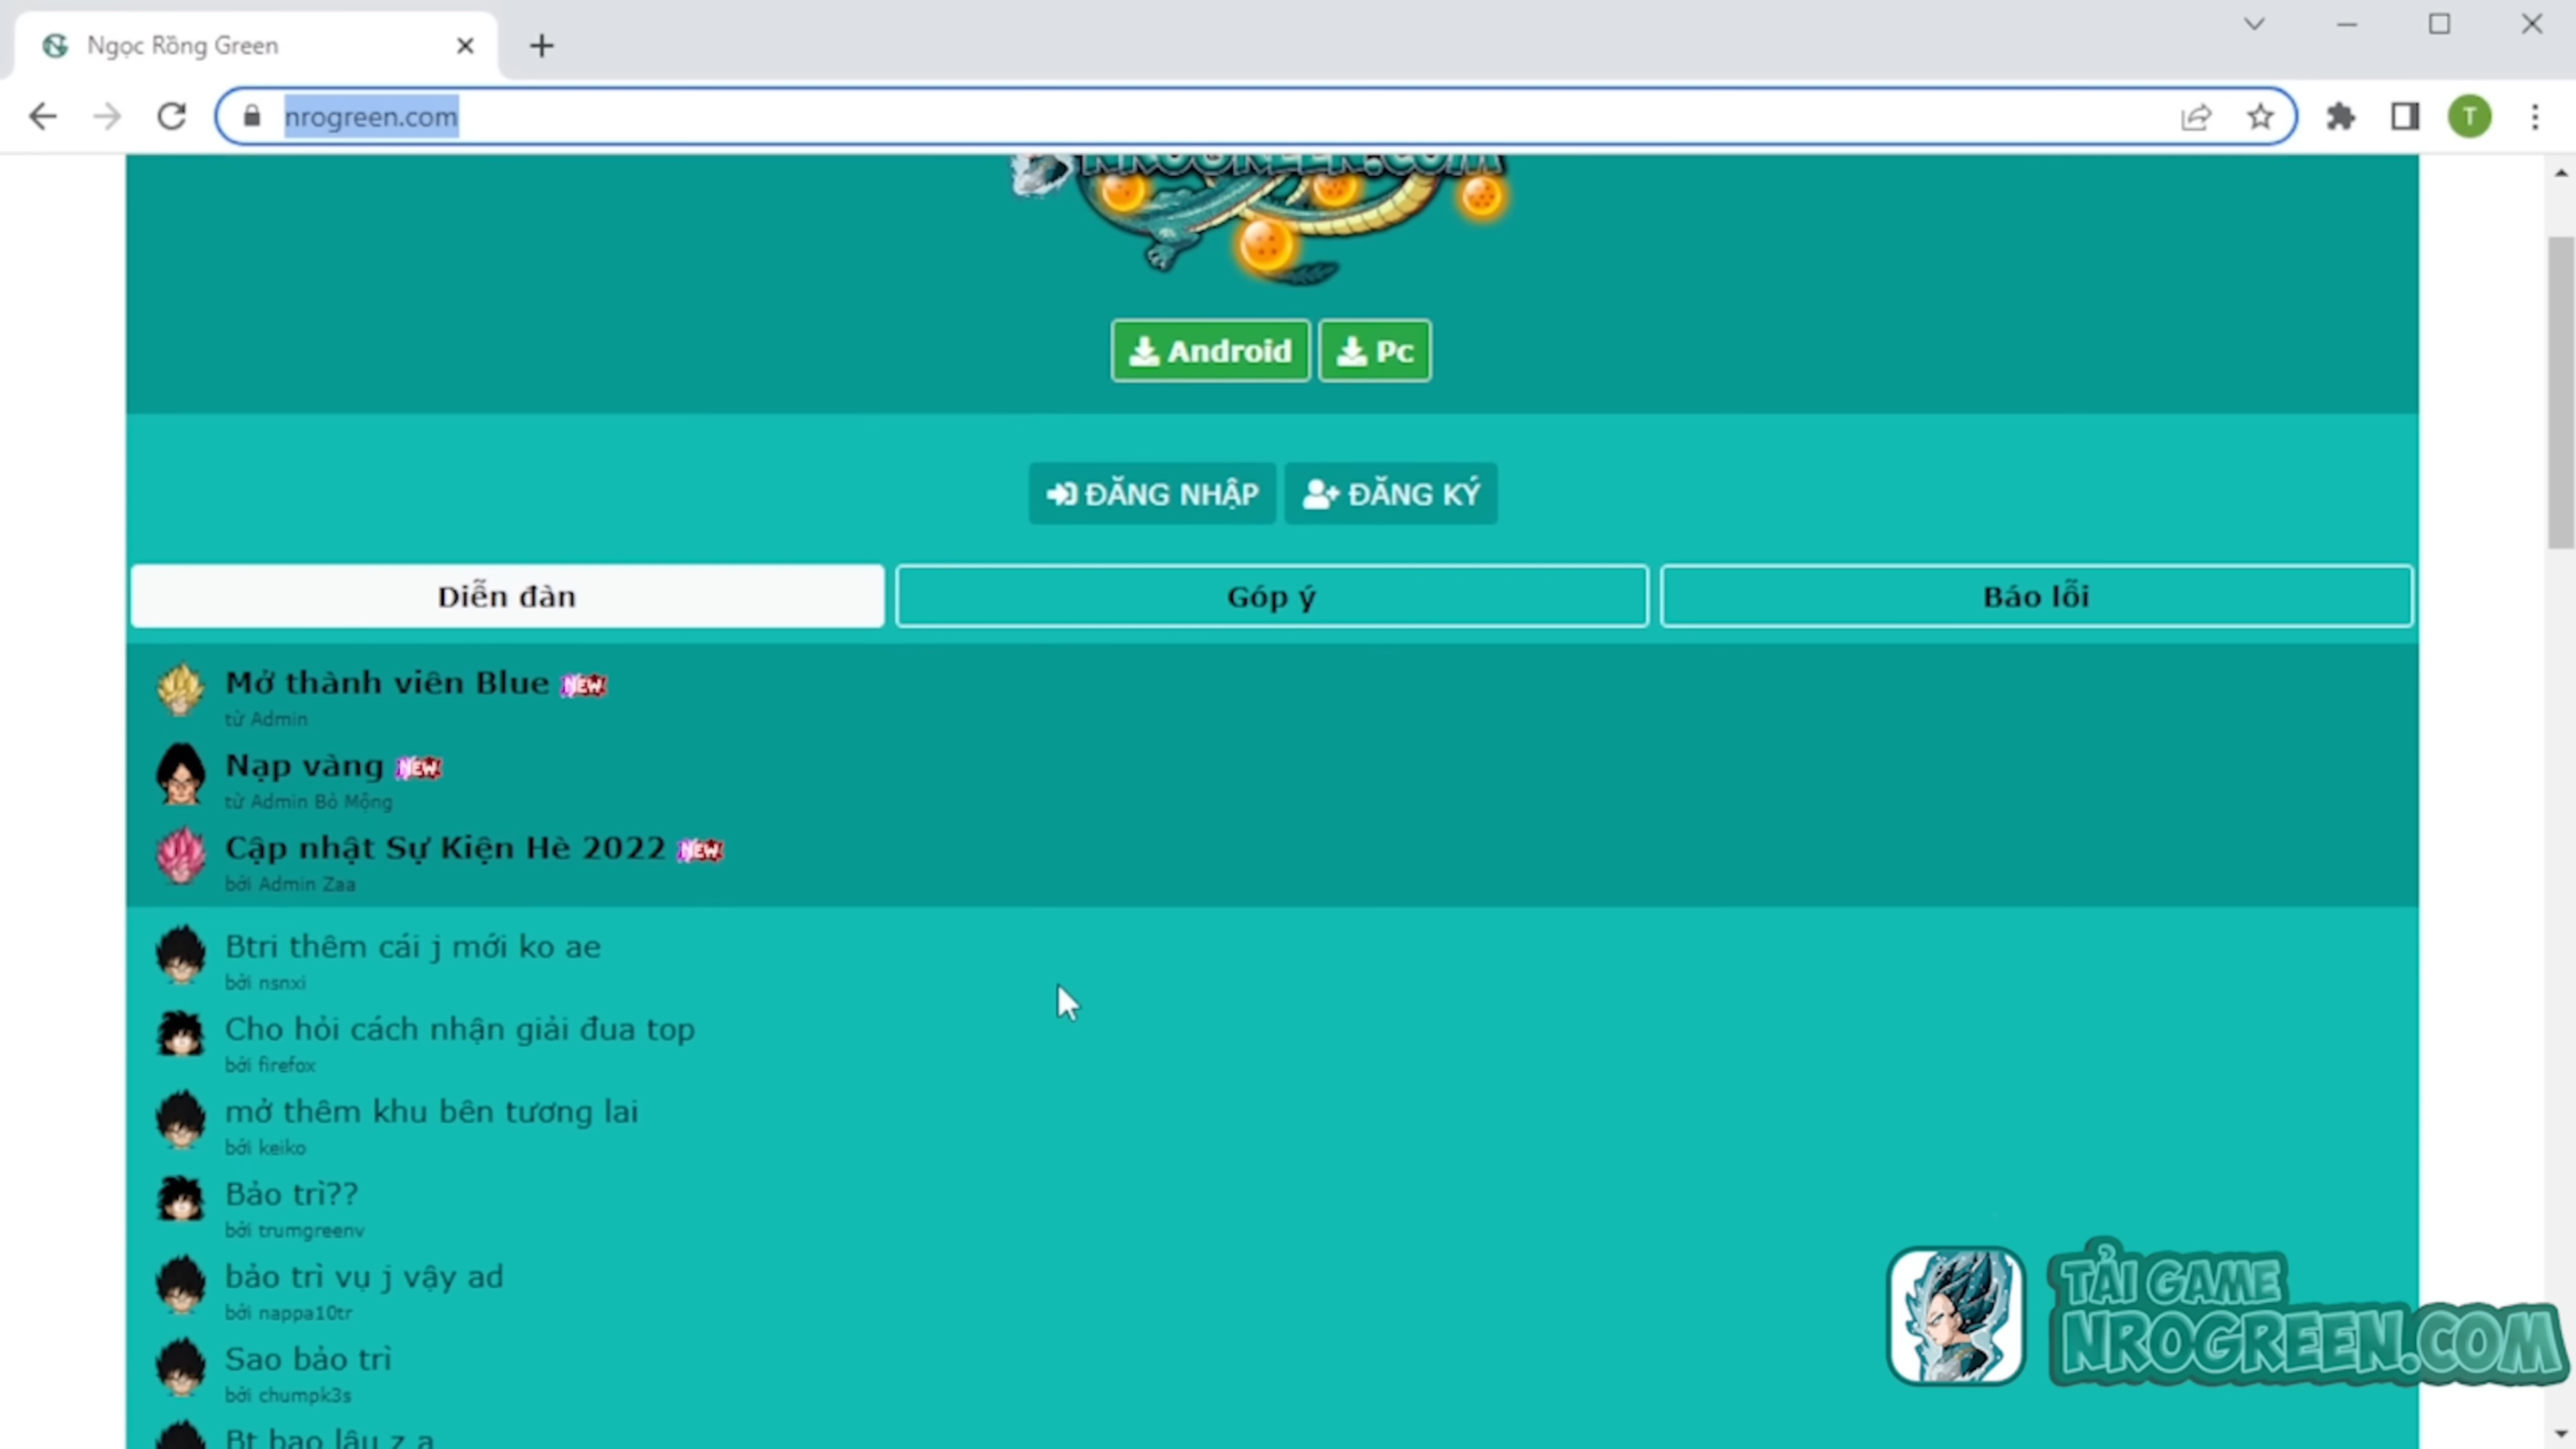 Ngọc Rồng Green
nrogreen.com
T
NROGREEN.COM
Android
Pc
ĐĂNG NHẬP
ĐĂNG KÝ
Diễn đàn
Góp ý
Báo lỗi
Mở thành viên Blue NEW!
từ Admin
Nạp vàng NEW!
từ Admin Bò Mộng
Cập nhật Sự Kiện Hè 2022 NEW!
bởi Admin Zaa
Btri thêm cái j mới ko ae
bởi nsnxi
Cho hỏi cách nhận giải đua top
bởi firefox
mở thêm khu bên tương lai
bởi keiko
Bảo trì??
bởi trumgreenv
bảo trì vụ j vậy ad
bởi nappa10tr
Sao bảo trì
bởi chumpk3s
Bt bao lâu z a
TẢI GAME
NROGREEN.COM